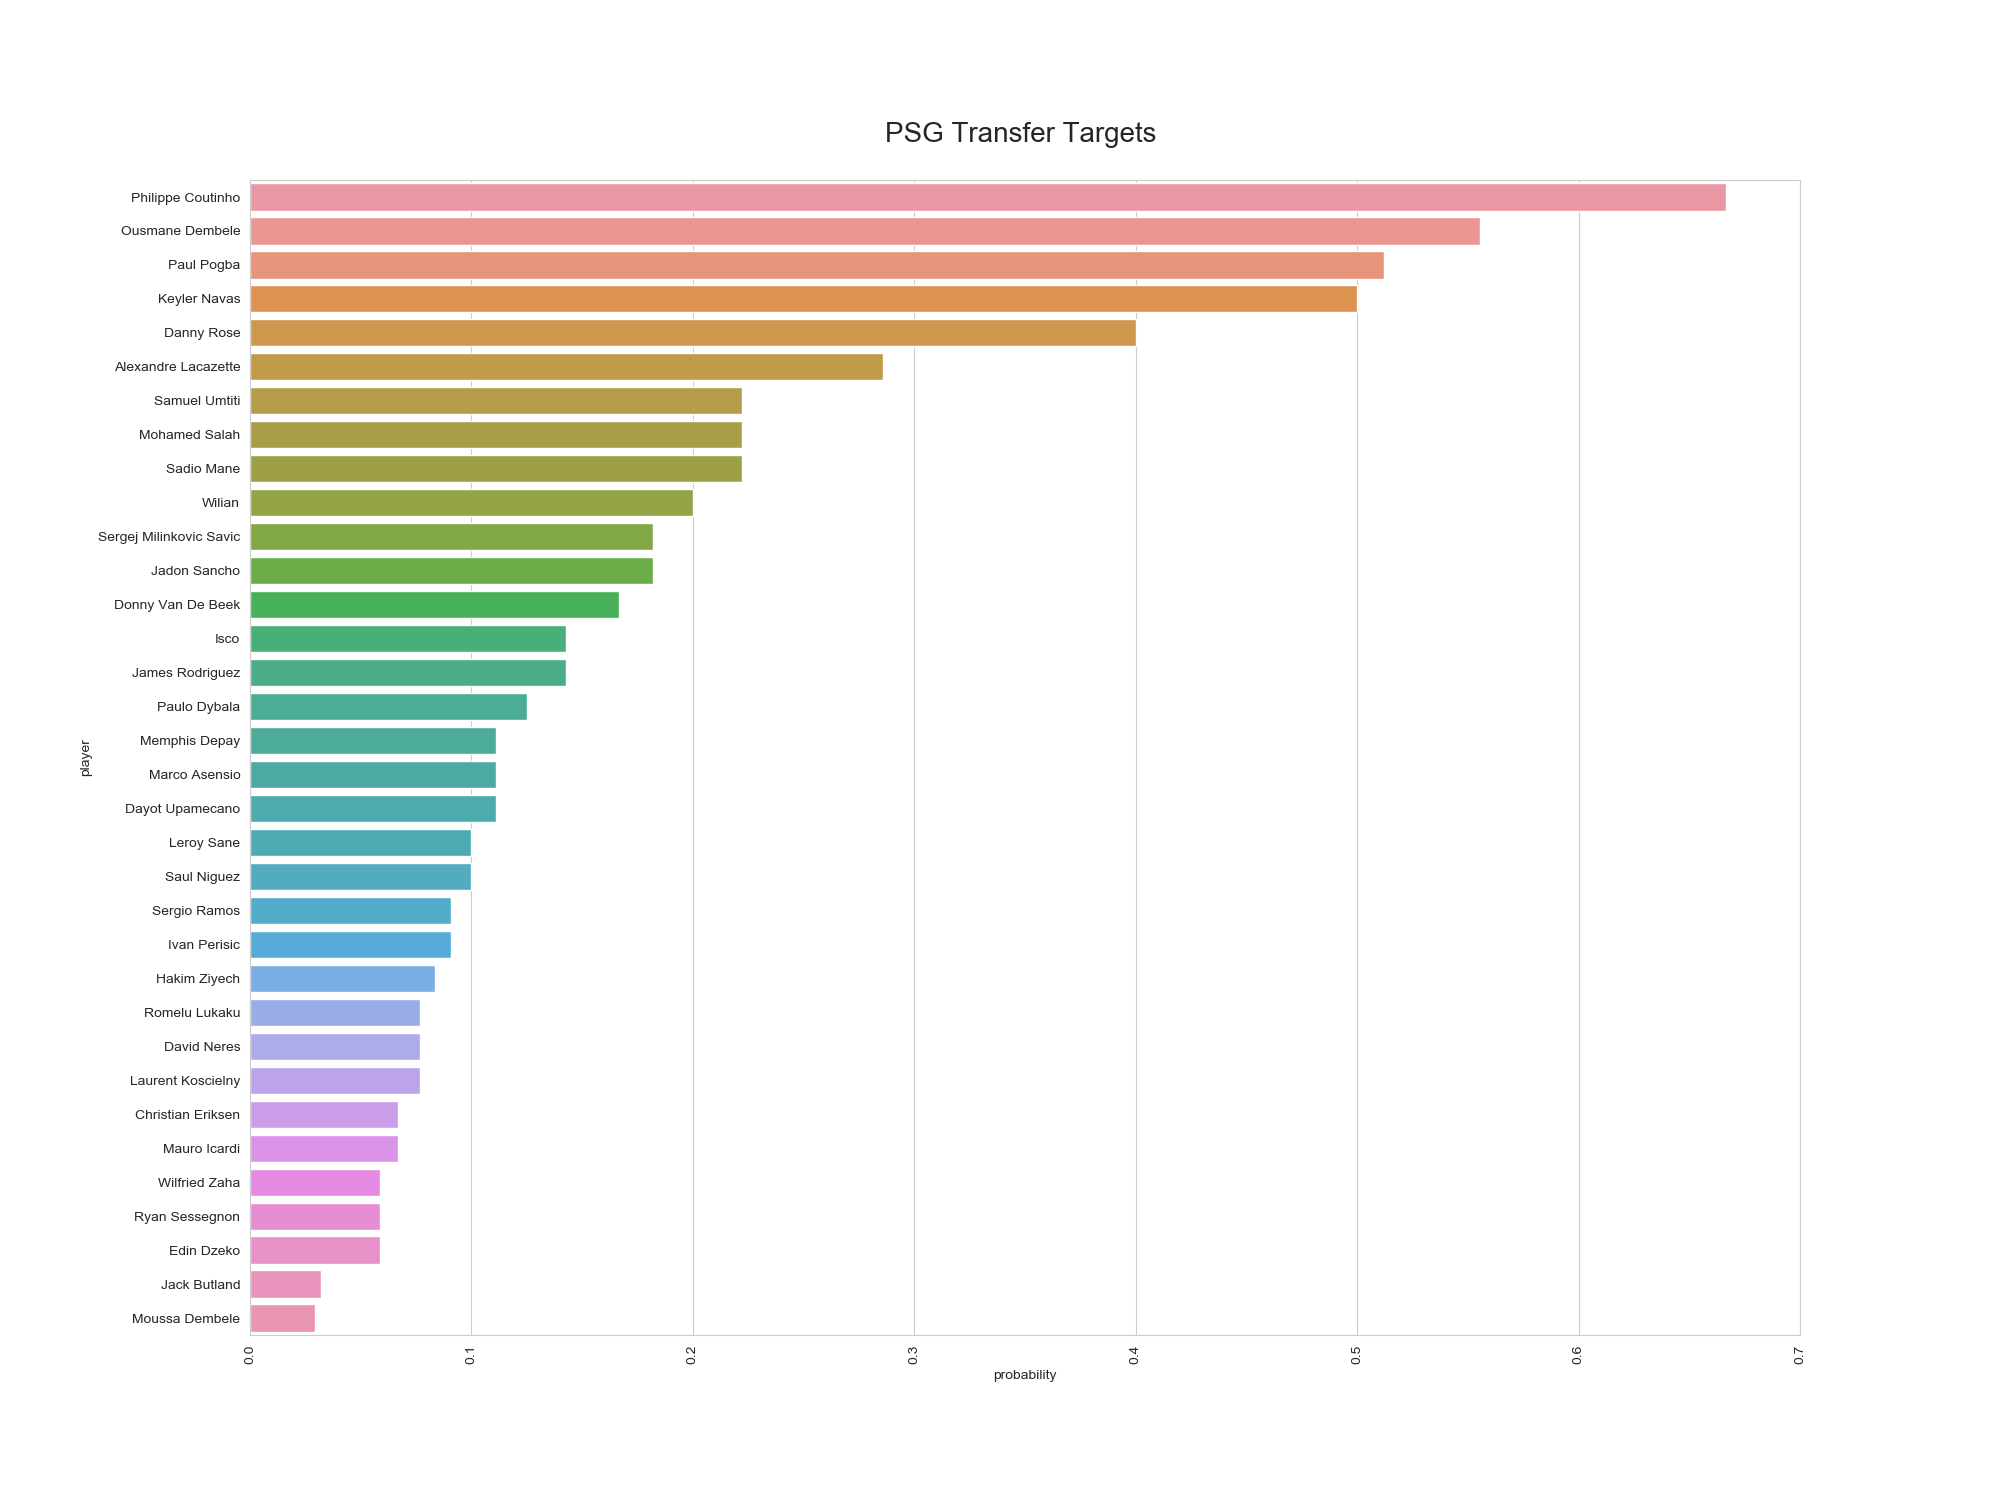 PSG Transfer Targets
Philippe Coutinho
Ousmane Dembele
Paul Pogba
Keyler Navas
Danny Rose
Alexandre Lacazette
Samuel Umtiti
Mohamed Salah
Sadio Mane
Wilian
Sergej Milinkovic Savic
Jadon Sancho
Donny Van De Beek
Isco
James Rodriguez
Paulo Dybala
Memphis Depay
Marco Asensio
Dayot Upamecano
Leroy Sane
Saul Niguez
Sergio Ramos
Ivan Perisic
Hakim Ziyech
Romelu Lukaku
David Neres
Laurent Koscielny
Christian Eriksen
Mauro Icardi
Wilfried Zaha
Ryan Sessegnon
Edin Dzeko
Jack Butland
Moussa Dembele
player
0.0 0.1 0.2 0.3 0.4 0.5 0.6 0.7
probability